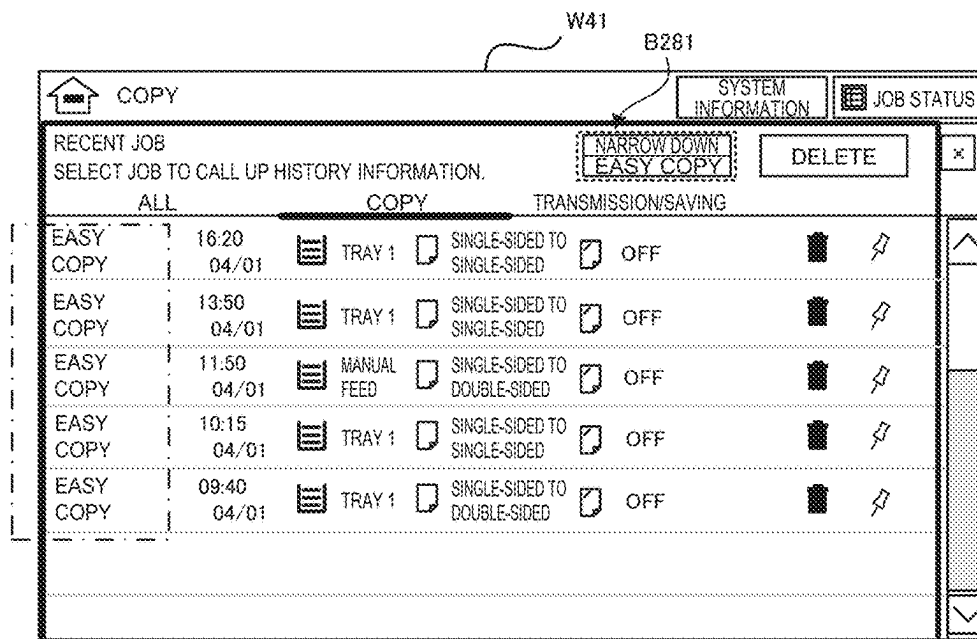 W41
B281
COPY
SYSTEM
INFORMATION
JOB STATUS
RECENT JOB
SELECT JOB TO CALL UP HISTORY INFORMATION.
NARROW DOWN
EASY COPY
DELETE
×
ALL COPY TRANSMISSION/SAVING
EASY COPY 16:20 04/01 TRAY 1 SINGLE-SIDED TO SINGLE-SIDED OFF
EASY COPY 13:50 04/01 TRAY 1 SINGLE-SIDED TO SINGLE-SIDED OFF
EASY COPY 11:50 04/01 MANUAL FEED SINGLE-SIDED TO DOUBLE-SIDED OFF
EASY COPY 10:15 04/01 TRAY 1 SINGLE-SIDED TO SINGLE-SIDED OFF
EASY COPY 09:40 04/01 TRAY 1 SINGLE-SIDED TO DOUBLE-SIDED OFF